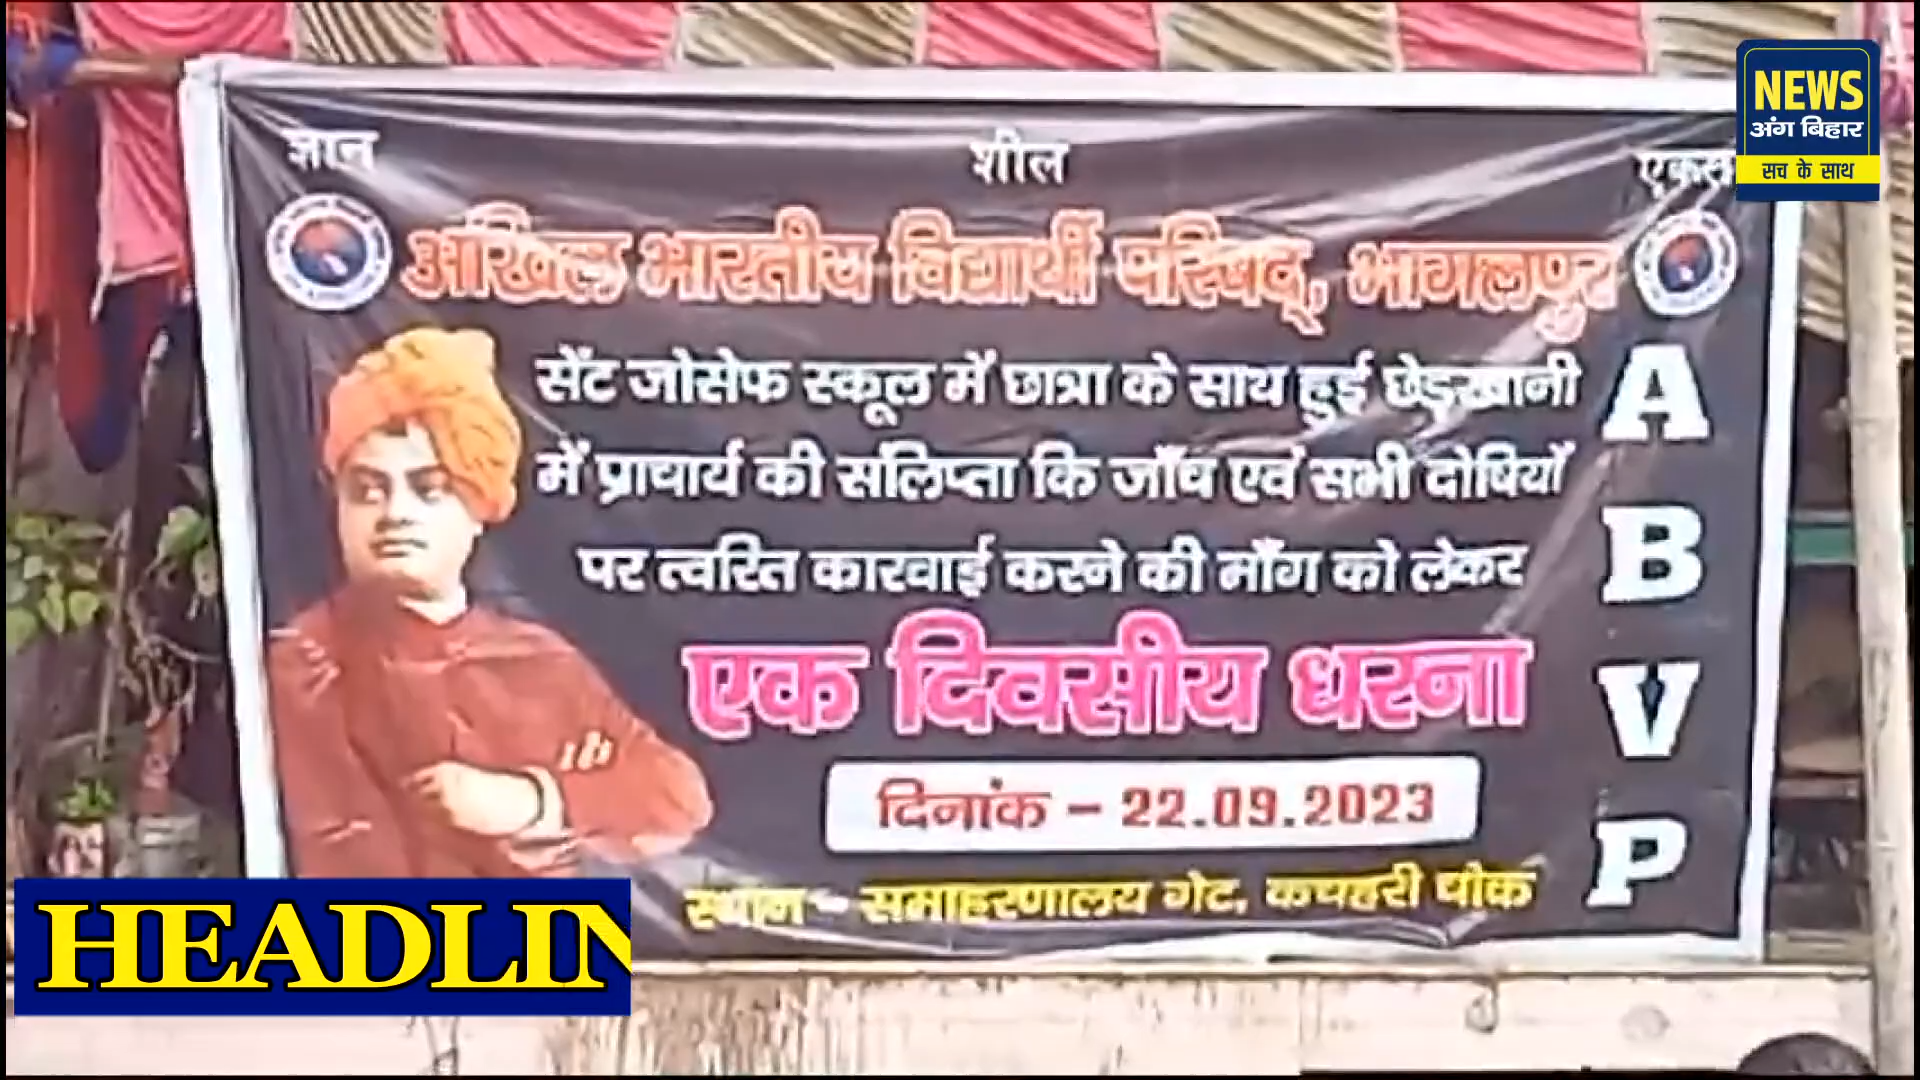 ज्ञान शील एकता
NEWS
अंग बिहार
सच के साथ
अखिल भारतीय विद्यार्थी परिषद्, भागलपुर
सेंट जोसेफ स्कूल में छात्रा के साथ हुई छेड़खानी
में प्राचार्य की संलिप्ता कि जाँच एवं सभी दोषियों
पर त्वरित कारवाई करने की माँग को लेकर
एक दिवसीय धरना
दिनांक - 22.09.2023
स्थान - समाहरणालय गेट, कचहरी चौक
A
B
V
P
HEADLIN